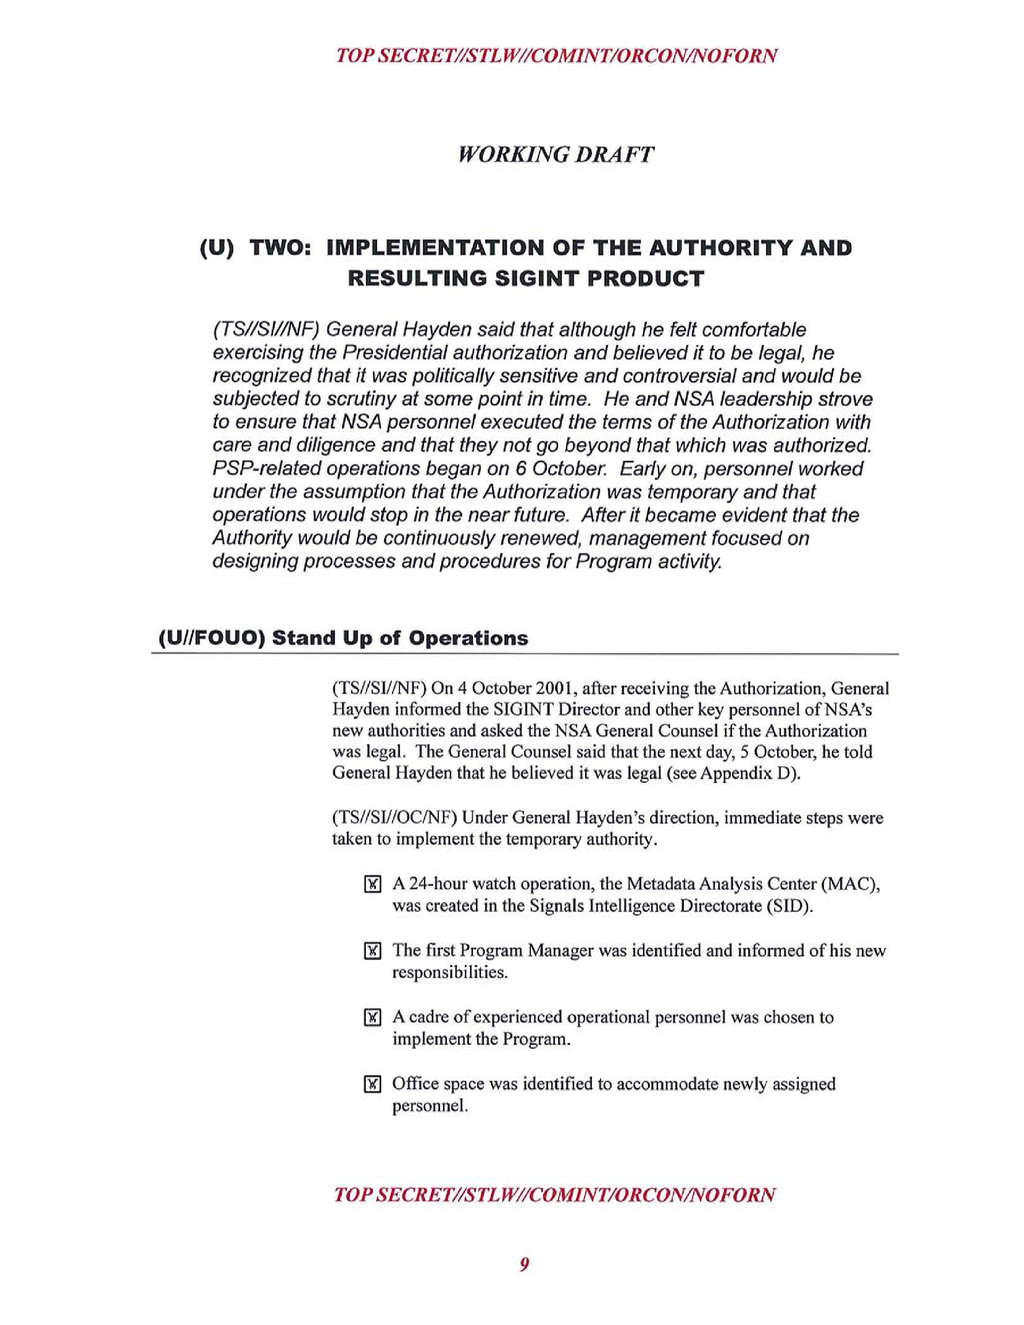 TOP SECRET//STLW//COMINT/ORCON/NOFORN
WORKING DRAFT
(U) TWO: IMPLEMENTATION OF THE AUTHORITY AND
RESULTING SIGINT PRODUCT
(TS//SI//NF) General Hayden said that although he felt comfortable
exercising the Presidential authorization and believed it to be legal, he
recognized that it was politically sensitive and controversial and would be
subjected to scrutiny at some point in time. He and NSA leadership strove
to ensure that NSA personnel executed the terms of the Authorization with
care and diligence and that they not go beyond that which was authorized.
PSP-related operations began on 6 October. Early on, personnel worked
under the assumption that the Authorization was temporary and that
operations would stop in the near future. After it became evident that the
Authority would be continuously renewed, management focused on
designing processes and procedures for Program activity.
(U//FOUO) Stand Up of Operations
(TS//SI//NF) On 4 October 2001, after receiving the Authorization, General
Hayden informed the SIGINT Director and other key personnel of NSA's
new authorities and asked the NSA General Counsel if the Authorization
was legal. The General Counsel said that the next day, 5 October, he told
General Hayden that he believed it was legal (see Appendix D).
(TS//SI//OC/NF) Under General Hayden's direction, immediate steps were
taken to implement the temporary authority.
A 24-hour watch operation, the Metadata Analysis Center (MAC),
was created in the Signals Intelligence Directorate (SID).
The first Program Manager was identified and informed of his new
responsibilities.
A cadre of experienced operational personnel was chosen to
implement the Program.
Office space was identified to accommodate newly assigned
personnel.
TOP SECRET//STLW//COMINT/ORCON/NOFORN
9